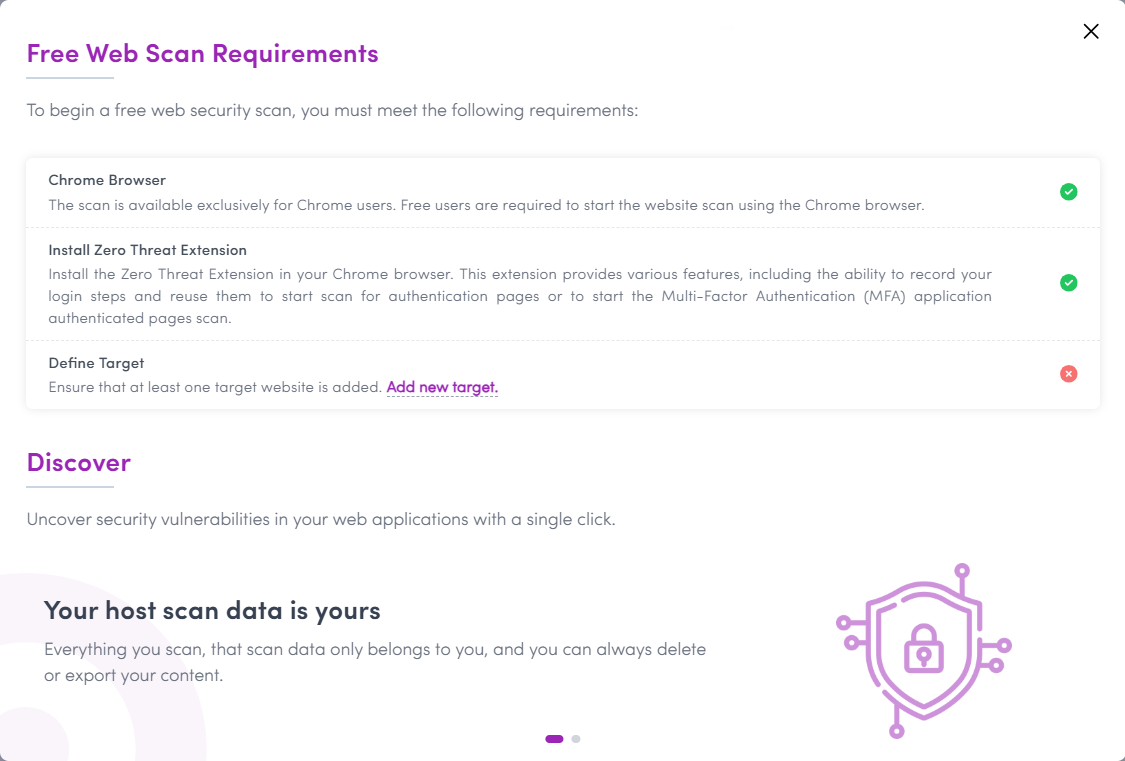 Free Web Scan Requirements
To begin a free web security scan, you must meet the following requirements:
Chrome Browser
The scan is available exclusively for Chrome users. Free users are required to start the website scan using the Chrome browser.
Install Zero Threat Extension
Install the Zero Threat Extension in your Chrome browser. This extension provides various features, including the ability to record your
login steps and reuse them to start scan for authentication pages or to start the Multi-Factor Authentication (MFA) application
authenticated pages scan.
Define Target
Ensure that at least one target website is added. Add new target.
Discover
Uncover security vulnerabilities in your web applications with a single click.
Your host scan data is yours
Everything you scan, that scan data only belongs to you, and you can always delete
or export your content.